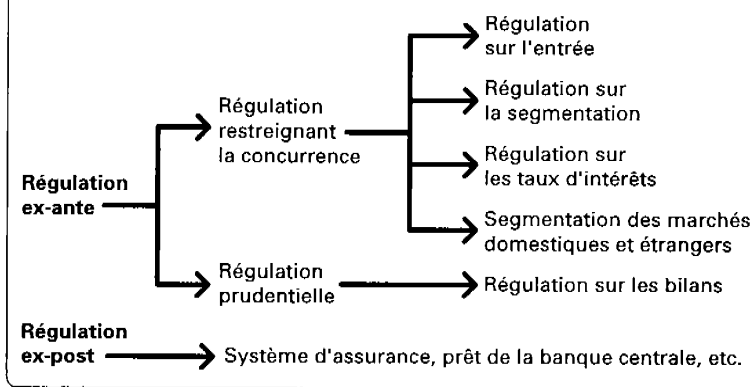 Régulation
sur l'entrée
Régulation
restreignant
la concurrence
Régulation sur
la segmentation
Régulation sur
les taux d'intérêts
Régulation
ex-ante
Segmentation des marchés
domestiques et étrangers
Régulation
prudentielle
Régulation sur les bilans
Régulation
ex-post
Système d'assurance, prêt de la banque centrale, etc.